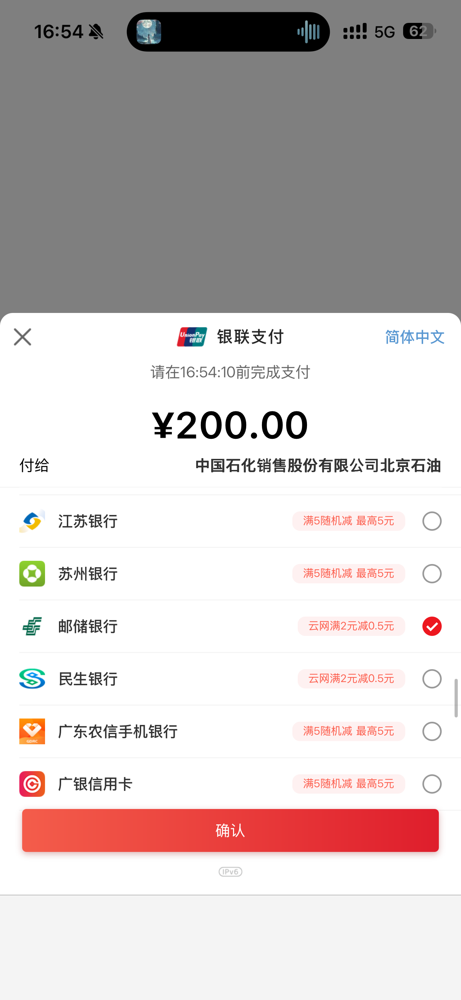 16:54 5G 62
UnionPay 银联 银联支付 简体中文
请在16:54:10前完成支付
¥200.00
付给 中国石化销售股份有限公司北京石油
江苏银行 满5随机减 最高5元
苏州银行 满5随机减 最高5元
邮储银行 云网满2元减0.5元
民生银行 云网满2元减0.5元
GDRC 广东农信手机银行 满5随机减 最高5元
广银信用卡 满5随机减 最高5元
确认
IPv6